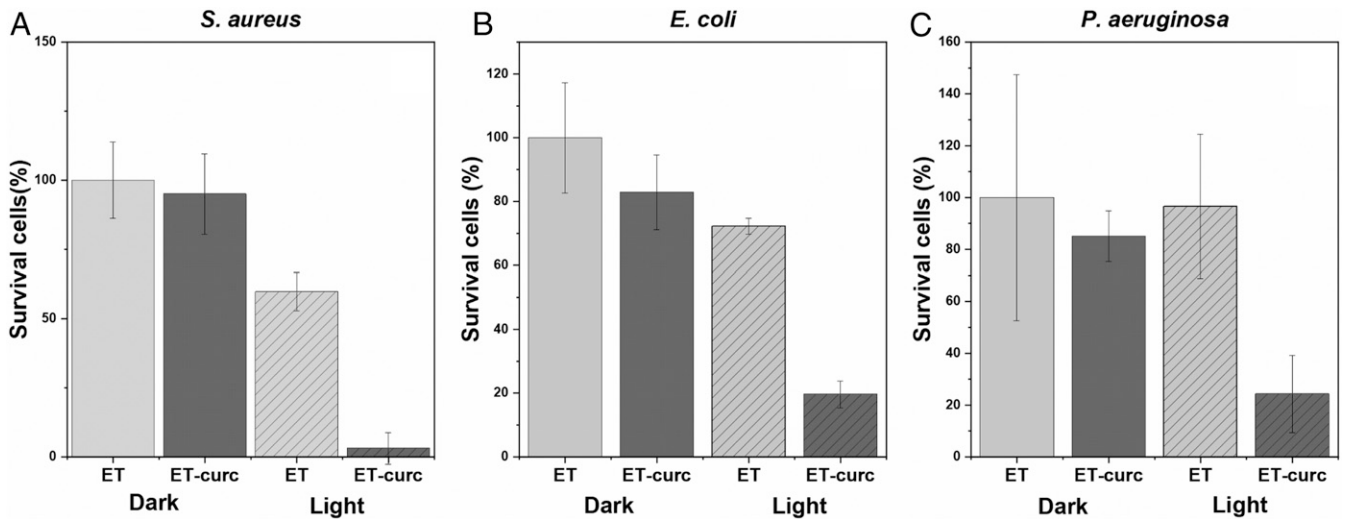 A
S. aureus
150
100
50
0
Survival cells(%)
ET
ET-curc
ET
ET-curc
Dark
Light
B
E. coli
120
100
80
60
40
20
0
Survival cells (%)
ET
ET-curc
ET
ET-curc
Dark
Light
C
P. aeruginosa
160
140
120
100
80
60
40
20
0
Survival cells (%)
ET
ET-curc
ET
ET-curc
Dark
Light